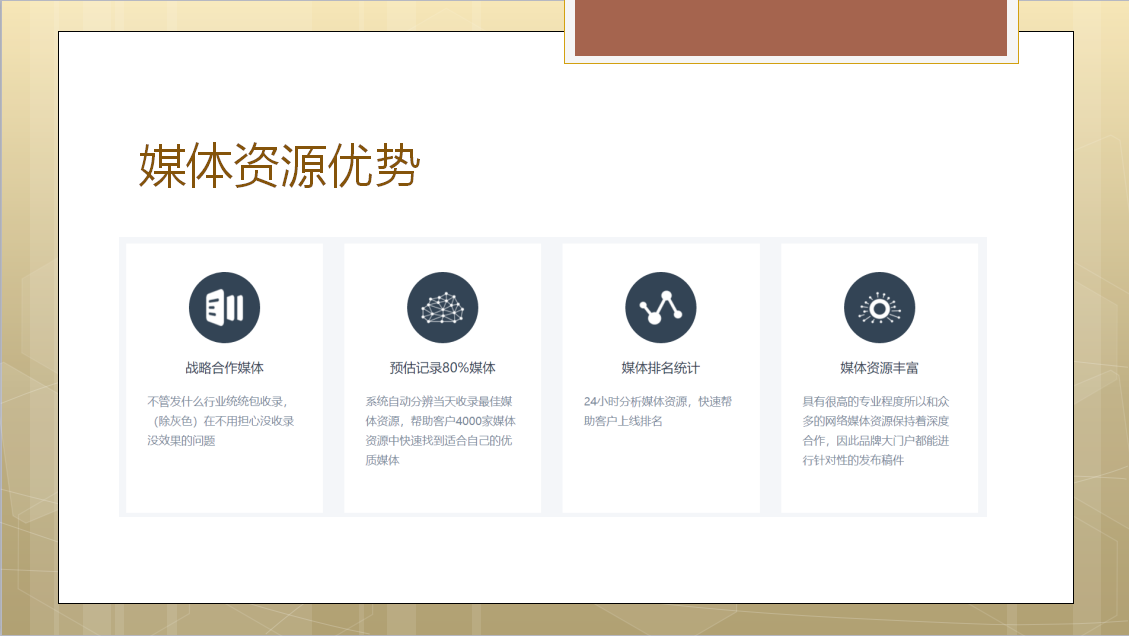 媒体资源优势
战略合作媒体
不管发什么行业统统包收录，
（除灰色）在不用担心没收录
没效果的问题
预估记录80%媒体
系统自动分辨当天收录最佳媒
体资源，帮助客户4000家媒体
资源中快速找到适合自己的优
质媒体
媒体排名统计
24小时分析媒体资源，快速帮
助客户上线排名
媒体资源丰富
具有很高的专业程度所以和众
多的网络媒体资源保持着深度
合作，因此品牌大门户都能进
行针对性的发布稿件